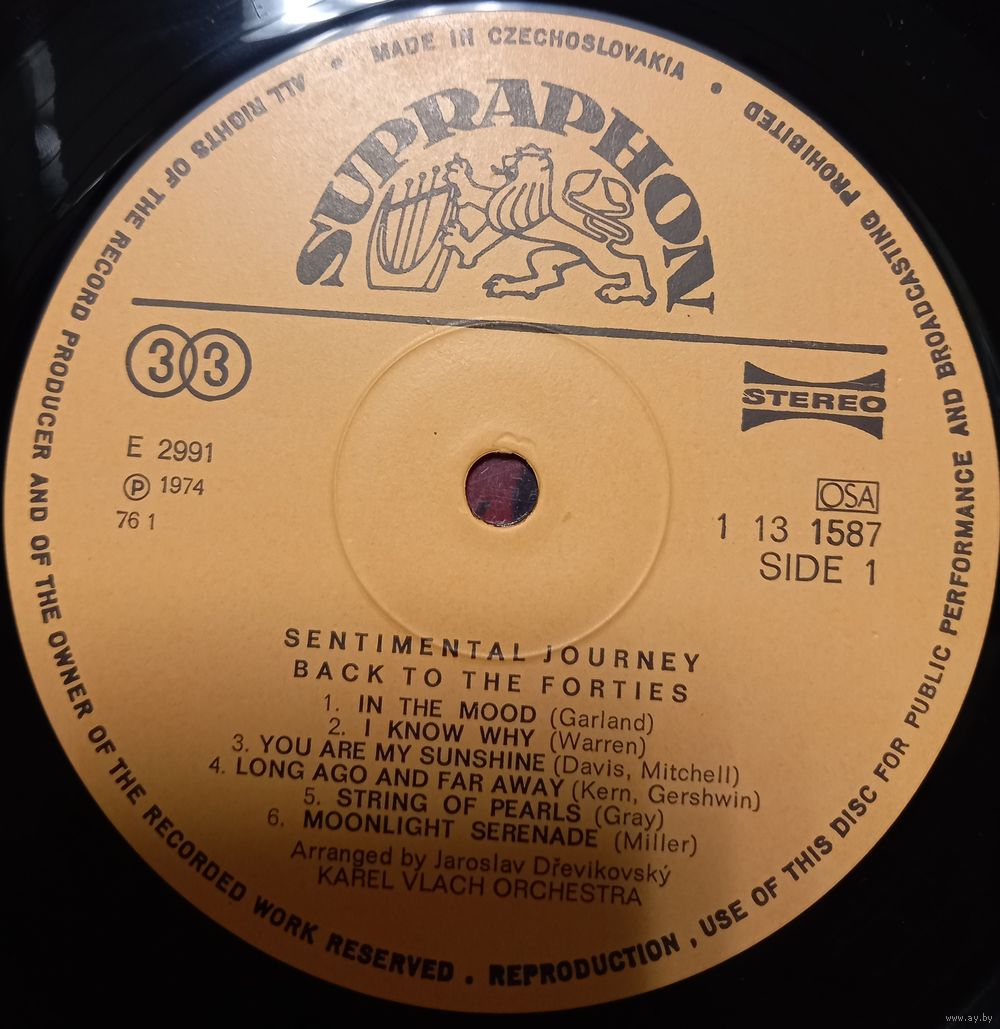 MADE IN CZECHOSLOVAKIA
ALL RIGHTS OF THE RECORD PRODUCER AND OF THE OWNER OF THE RECORDED WORK RESERVED . REPRODUCTION , USE OF THIS DISC FOR PUBLIC PERFORMANCE AND BROADCASTING PROHIBITED
SUPRAPHON
33
STEREO
E 2991
Ⓟ 1974
76 1
OSA
1 13 1587
SIDE 1
SENTIMENTAL JOURNEY
BACK TO THE FORTIES
1. IN THE MOOD (Garland)
2. I KNOW WHY (Warren)
3. YOU ARE MY SUNSHINE (Davis, Mitchell)
4. LONG AGO AND FAR AWAY (Kern, Gershwin)
5. STRING OF PEARLS (Gray)
6. MOONLIGHT SERENADE (Miller)
Arranged by Jaroslav Dřevikovský
KAREL VLACH ORCHESTRA
www.ay.by